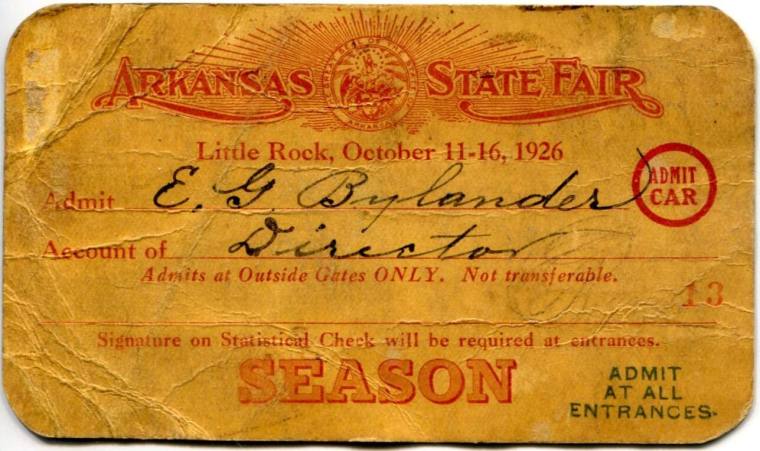 ARKANSAS STATE FAIR
Little Rock, October 11-16, 1926
Admit E. G. Bylander
ADMIT
CAR
Account of Director
Admits at Outside Gates ONLY. Not transferable.
13
Signature on Statistical Check will be required at entrances.
SEASON
ADMIT
AT ALL
ENTRANCES.